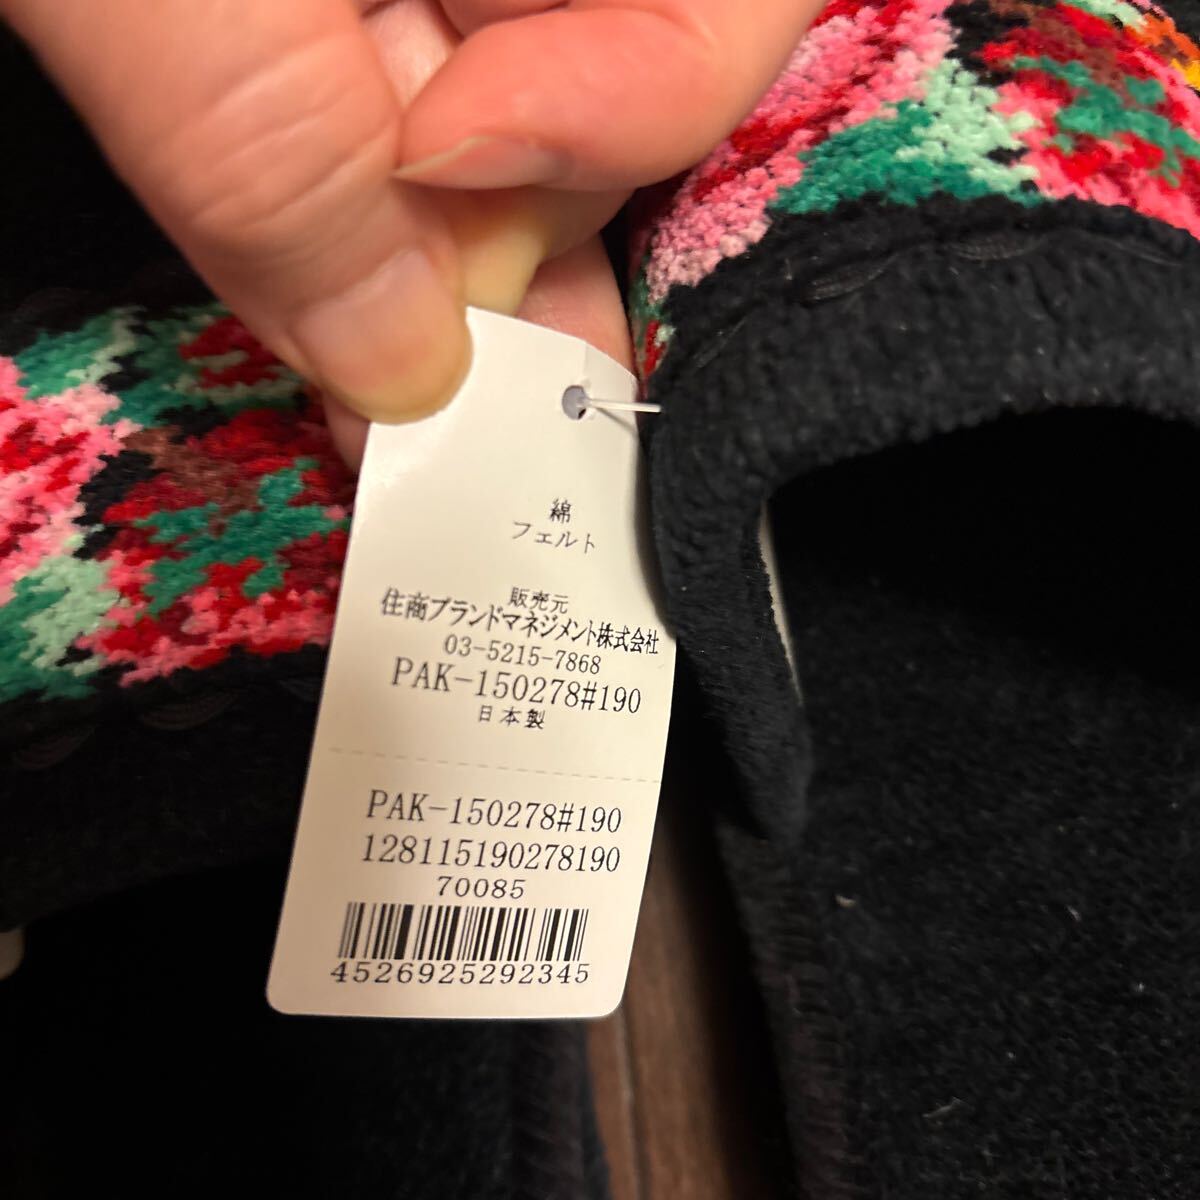 綿
フェルト
販売元
住商ブランドマネジメント株式会社
03-5215-7868
PAK-150278#190
日本製
PAK-150278#190
128115190278190
70085
4526925292345